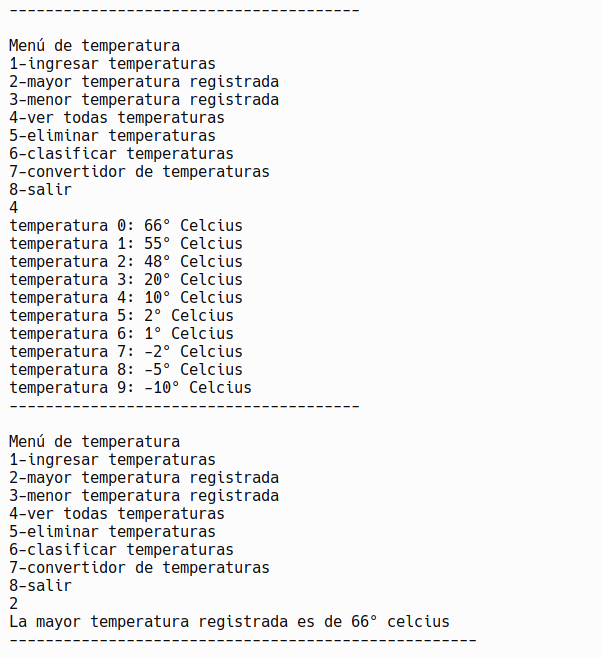 ---------------------------------------
Menú de temperatura
1-ingresar temperaturas
2-mayor temperatura registrada
3-menor temperatura registrada
4-ver todas temperaturas
5-eliminar temperaturas
6-clasificar temperaturas
7-convertidor de temperaturas
8-salir
4
temperatura 0: 66° Celcius
temperatura 1: 55° Celcius
temperatura 2: 48° Celcius
temperatura 3: 20° Celcius
temperatura 4: 10° Celcius
temperatura 5: 2° Celcius
temperatura 6: 1° Celcius
temperatura 7: -2° Celcius
temperatura 8: -5° Celcius
temperatura 9: -10° Celcius
---------------------------------------
Menú de temperatura
1-ingresar temperaturas
2-mayor temperatura registrada
3-menor temperatura registrada
4-ver todas temperaturas
5-eliminar temperaturas
6-clasificar temperaturas
7-convertidor de temperaturas
8-salir
2
La mayor temperatura registrada es de 66° celcius
----------------------------------------------------